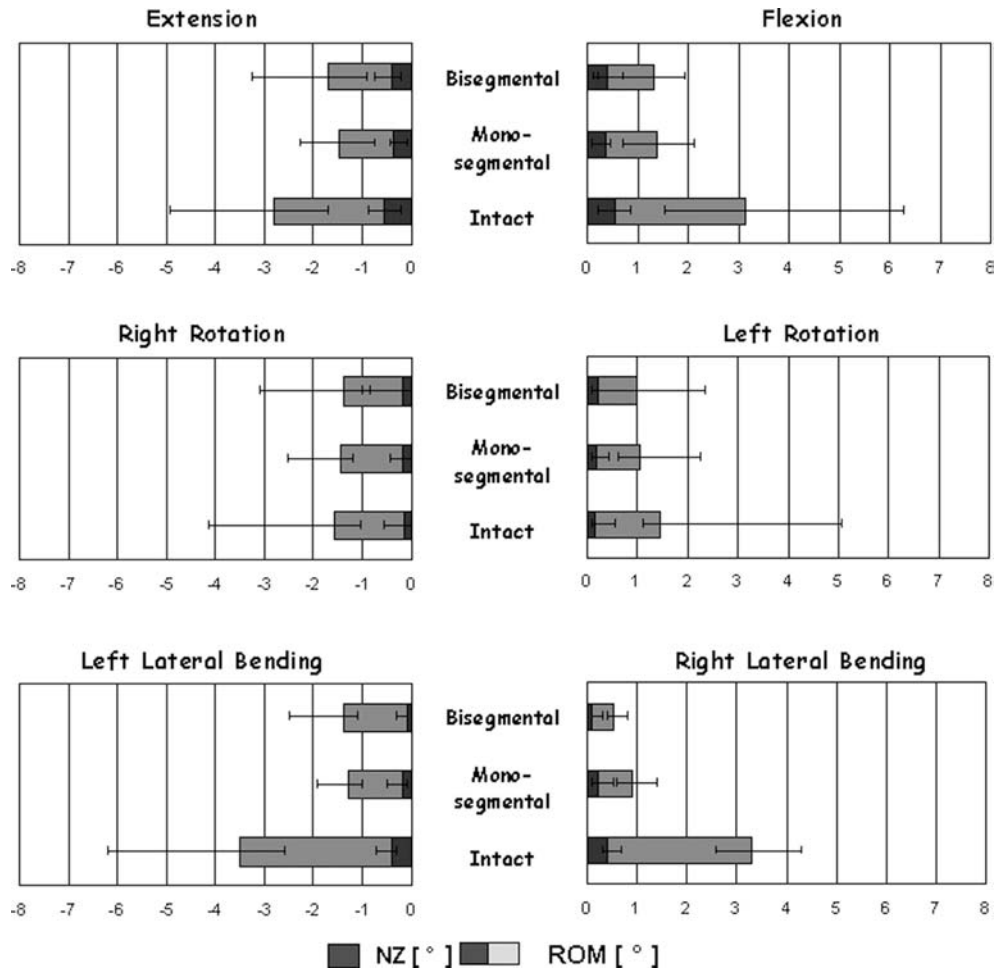 Extension Flexion
Bisegmental
Mono-
segmental
Intact
-8 -7 -6 -5 -4 -3 -2 -1 0 0 1 2 3 4 5 6 7 8
Right Rotation Left Rotation
Bisegmental
Mono-
segmental
Intact
-8 -7 -6 -5 -4 -3 -2 -1 0 0 1 2 3 4 5 6 7 8
Left Lateral Bending Right Lateral Bending
Bisegmental
Mono-
segmental
Intact
-8 -7 -6 -5 -4 -3 -2 -1 0 0 1 2 3 4 5 6 7 8
NZ [ ° ] ROM [ ° ]